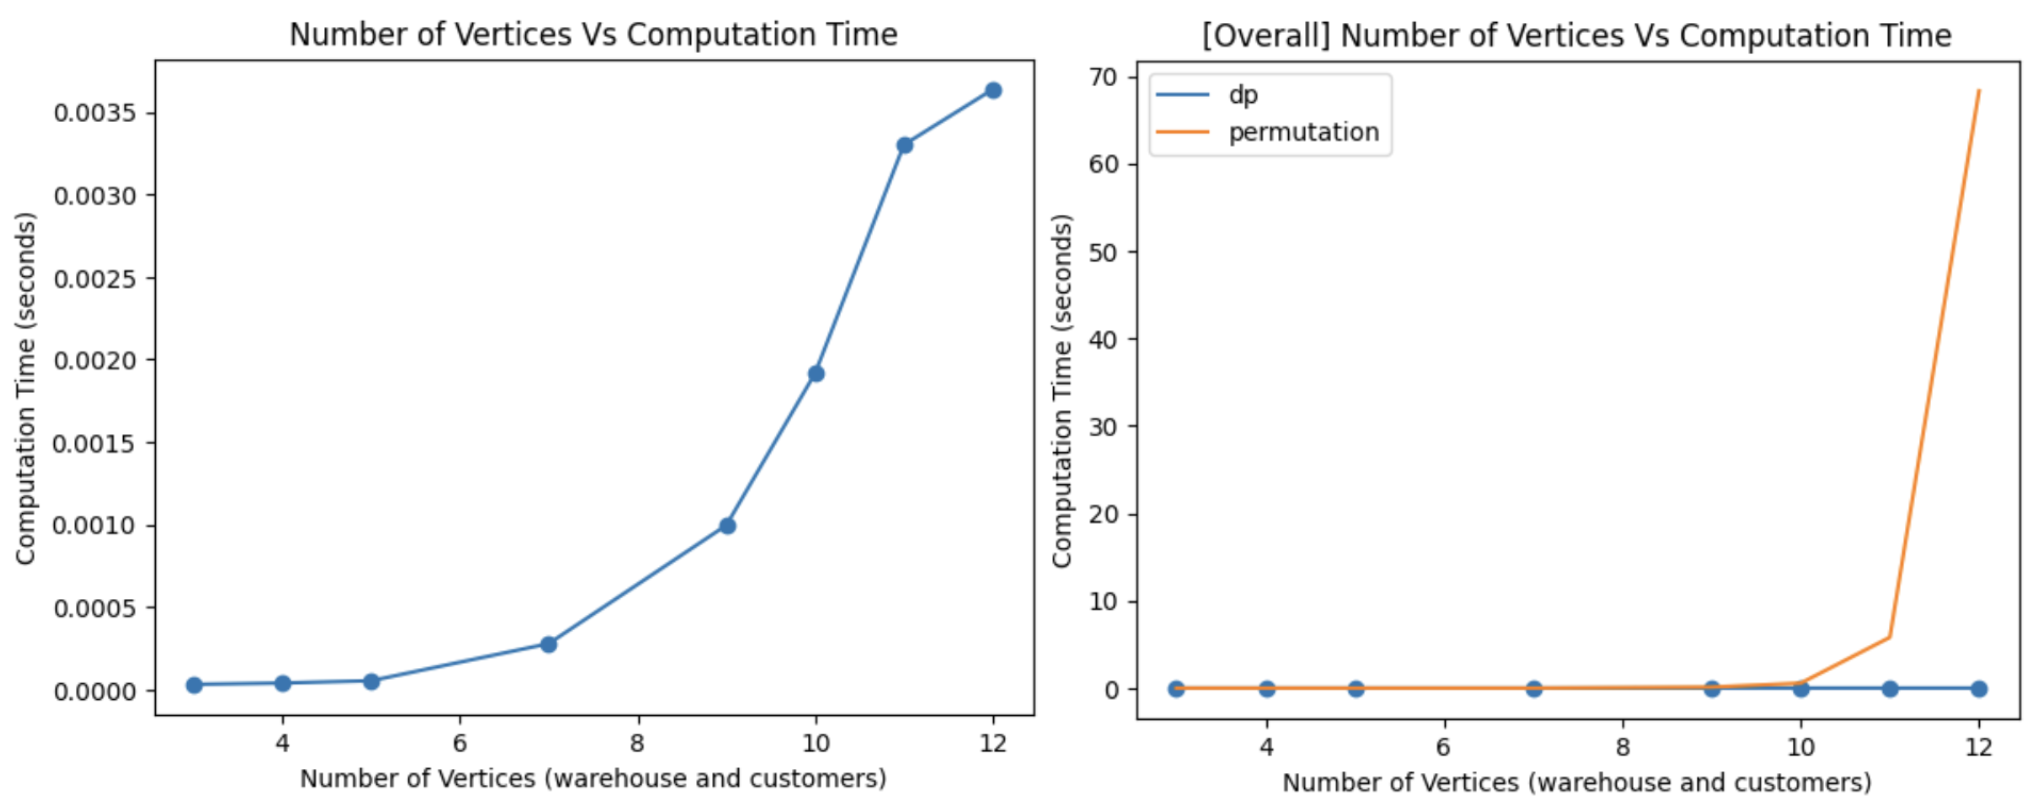 Number of Vertices Vs Computation Time
Computation Time (seconds)
0.0035
0.0030
0.0025
0.0020
0.0015
0.0010
0.0005
0.0000
4 6 8 10 12
Number of Vertices (warehouse and customers)
[Overall] Number of Vertices Vs Computation Time
dp
permutation
Computation Time (seconds)
70
60
50
40
30
20
10
0
4 6 8 10 12
Number of Vertices (warehouse and customers)